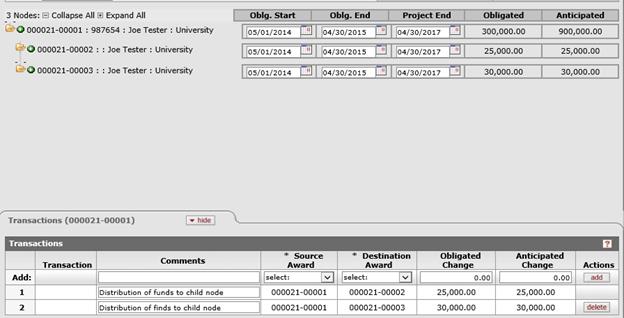 3 Nodes: Collapse All Expand All Oblg. Start Oblg. End Project End Obligated Anticipated
000021-00001 : 987654 : Joe Tester : University 05/01/2014 04/30/2015 04/30/2017 300,000.00 900,000.00
000021-00002 : : Joe Tester : University 05/01/2014 04/30/2015 04/30/2017 25,000.00 25,000.00
000021-00003 : : Joe Tester : University 05/01/2014 04/30/2015 04/30/2017 30,000.00 30,000.00
Transactions (000021-00001) hide
Transactions ?
Transaction Comments * Source Award * Destination Award Obligated Change Anticipated Change Actions
Add: select: select: 0.00 0.00 add
1 Distribution of funds to child node 000021-00001 000021-00002 25,000.00 25,000.00
2 Distribution of finds to child node 000021-00001 000021-00003 30,000.00 30,000.00 delete